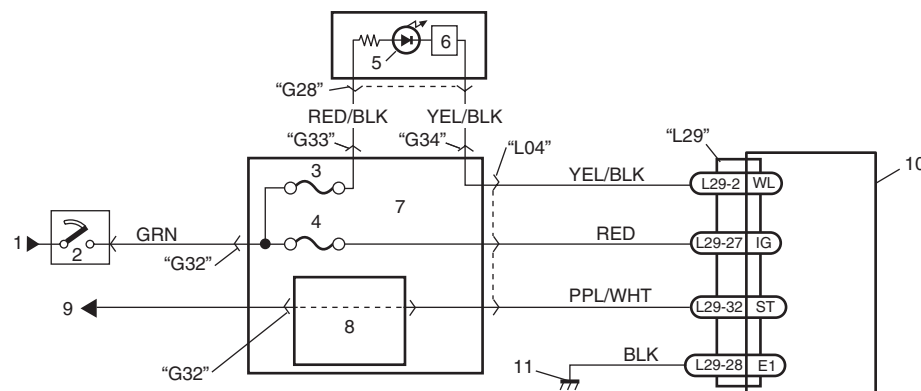 6
5
“G28”
RED/BLK YEL/BLK
“G33” “G34” “L04” “L29”
3
YEL/BLK L29-2 WL 10
4 7
1 2 GRN RED L29-27 IG
“G32”
9 PPL/WHT L29-32 ST
8
“G32” 11 BLK L29-28 E1